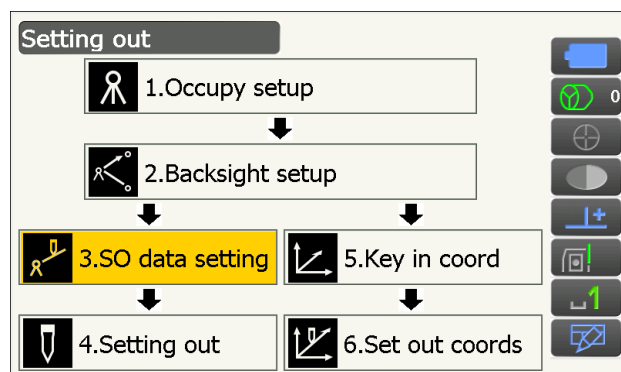 Setting out
1.Occupy setup
2.Backsight setup
3.SO data setting
5.Key in coord
4.Setting out
6.Set out coords
0
1